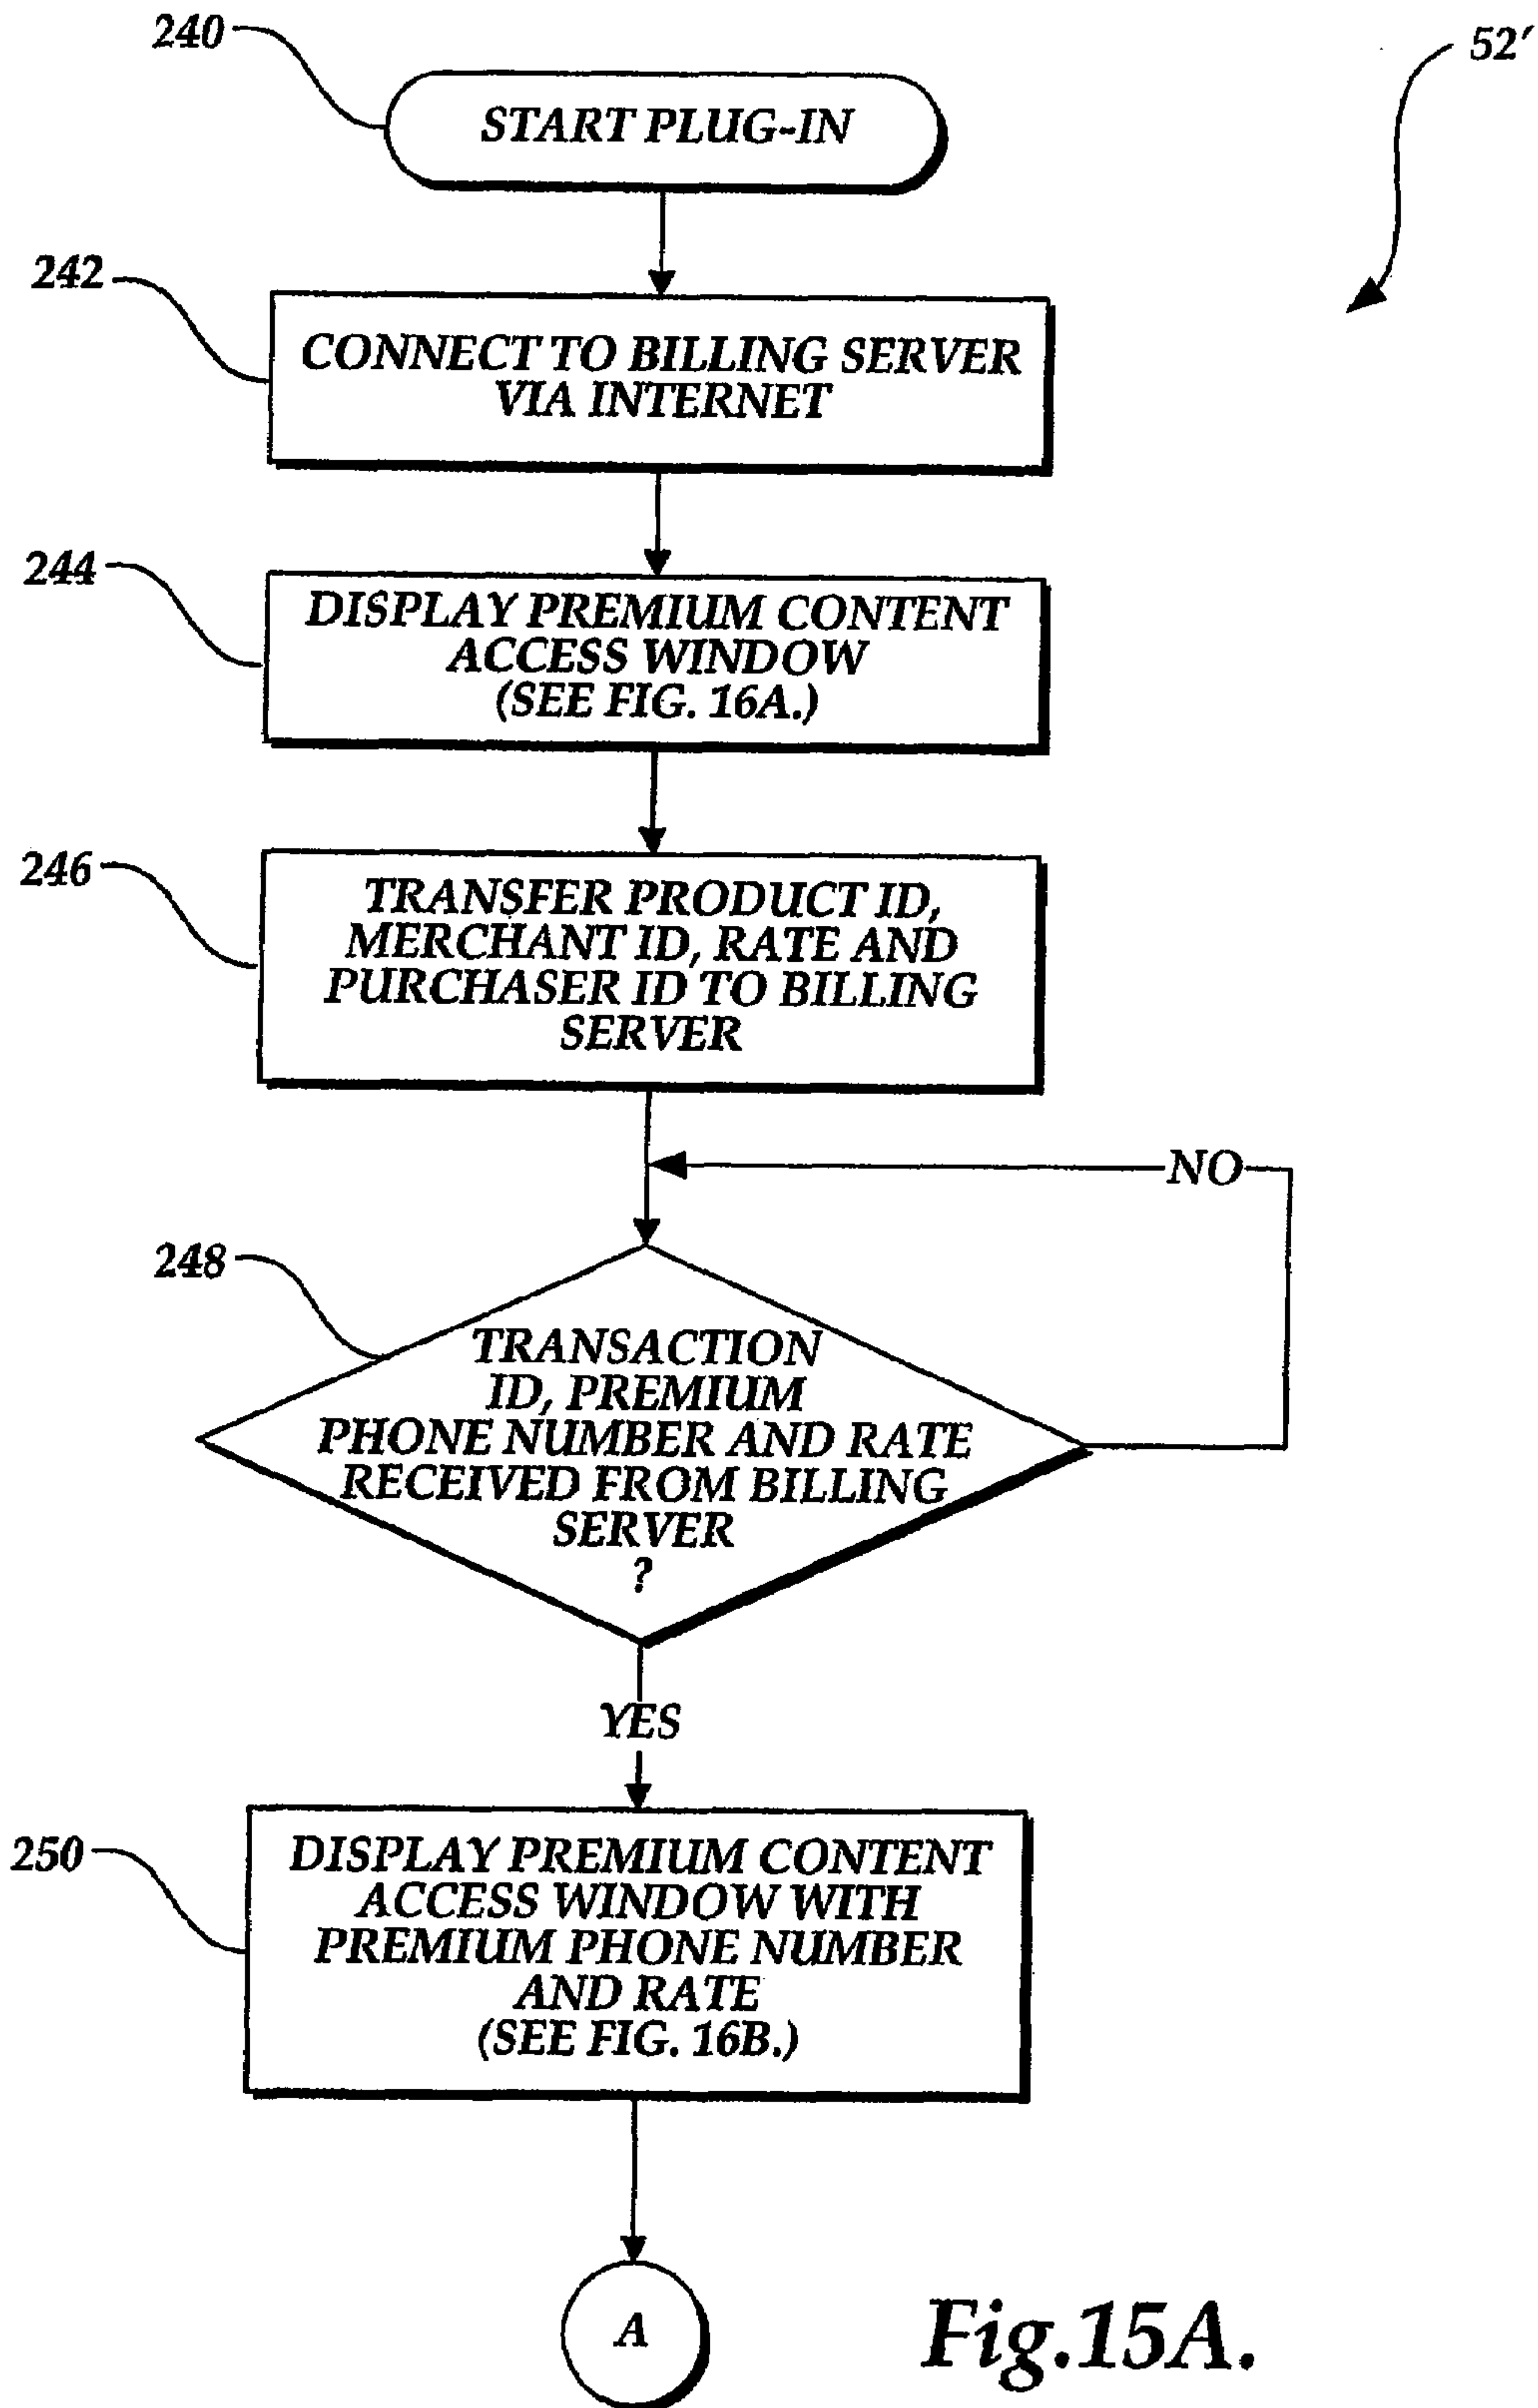 240
52'
START PLUG-IN
242
CONNECT TO BILLING SERVER
VIA INTERNET
244
DISPLAY PREMIUM CONTENT
ACCESS WINDOW
(SEE FIG. 16A.)
246
TRANSFER PRODUCT ID,
MERCHANT ID, RATE AND
PURCHASER ID TO BILLING
SERVER
NO
248
TRANSACTION
ID, PREMIUM
PHONE NUMBER AND RATE
RECEIVED FROM BILLING
SERVER
?
YES
250
DISPLAY PREMIUM CONTENT
ACCESS WINDOW WITH
PREMIUM PHONE NUMBER
AND RATE
(SEE FIG. 16B.)
A
Fig.15A.